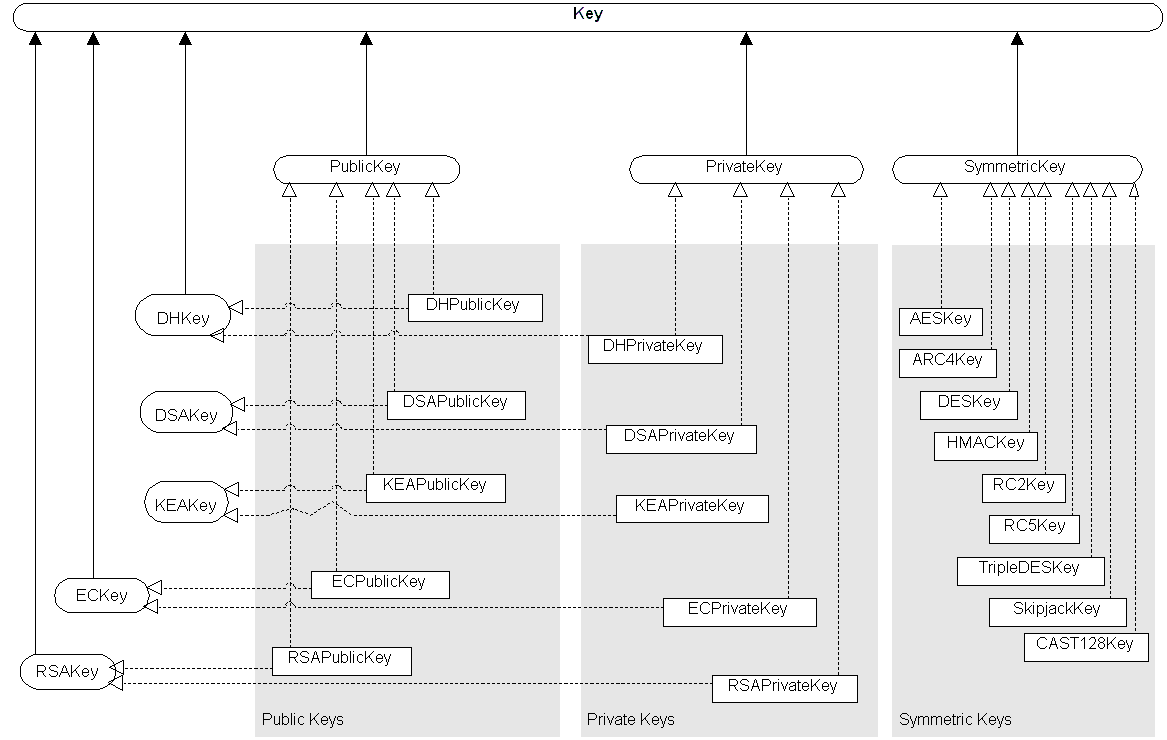 Key
PublicKey
PrivateKey
SymmetricKey
DHKey
DHPublicKey
DHPrivateKey
AESKey
ARC4Key
DSAKey
DSAPublicKey
DSAPrivateKey
DESKey
HMACKey
KEAKey
KEAPublicKey
KEAPrivateKey
RC2Key
RC5Key
ECKey
ECPublicKey
ECPrivateKey
TripleDESKey
SkipjackKey
CAST128Key
RSAKey
RSAPublicKey
RSAPrivateKey
Public Keys
Private Keys
Symmetric Keys